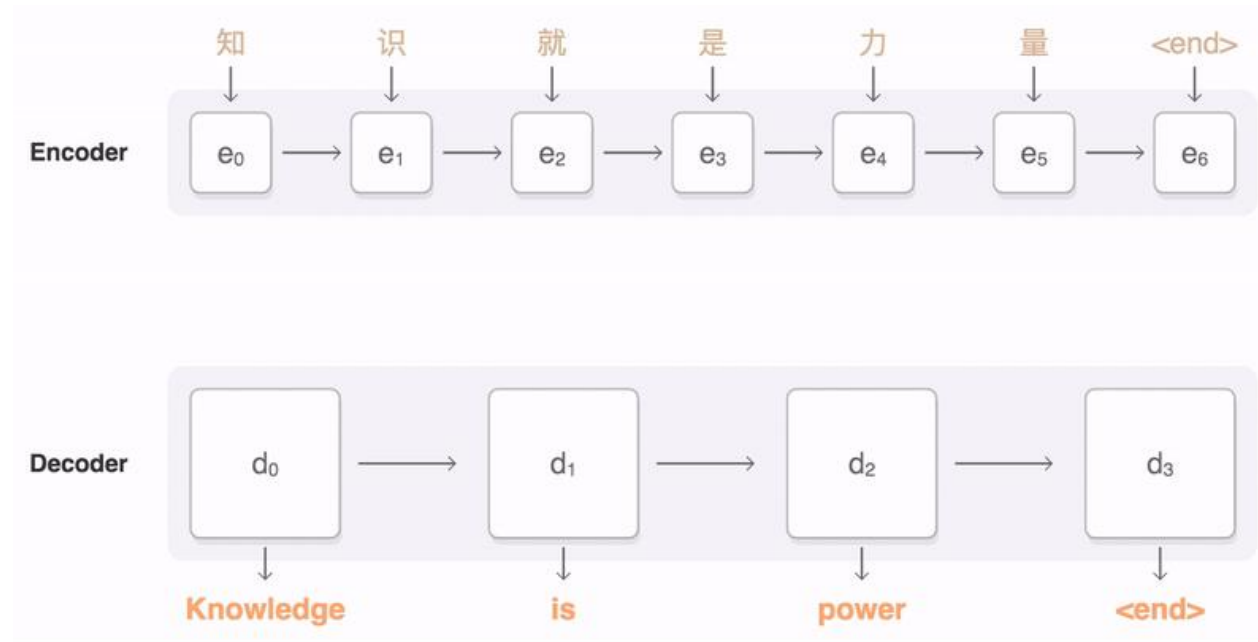 知 识 就 是 力 量 <end>
Encoder e₀ e₁ e₂ e₃ e₄ e₅ e₆
Decoder d₀ d₁ d₂ d₃
Knowledge is power <end>